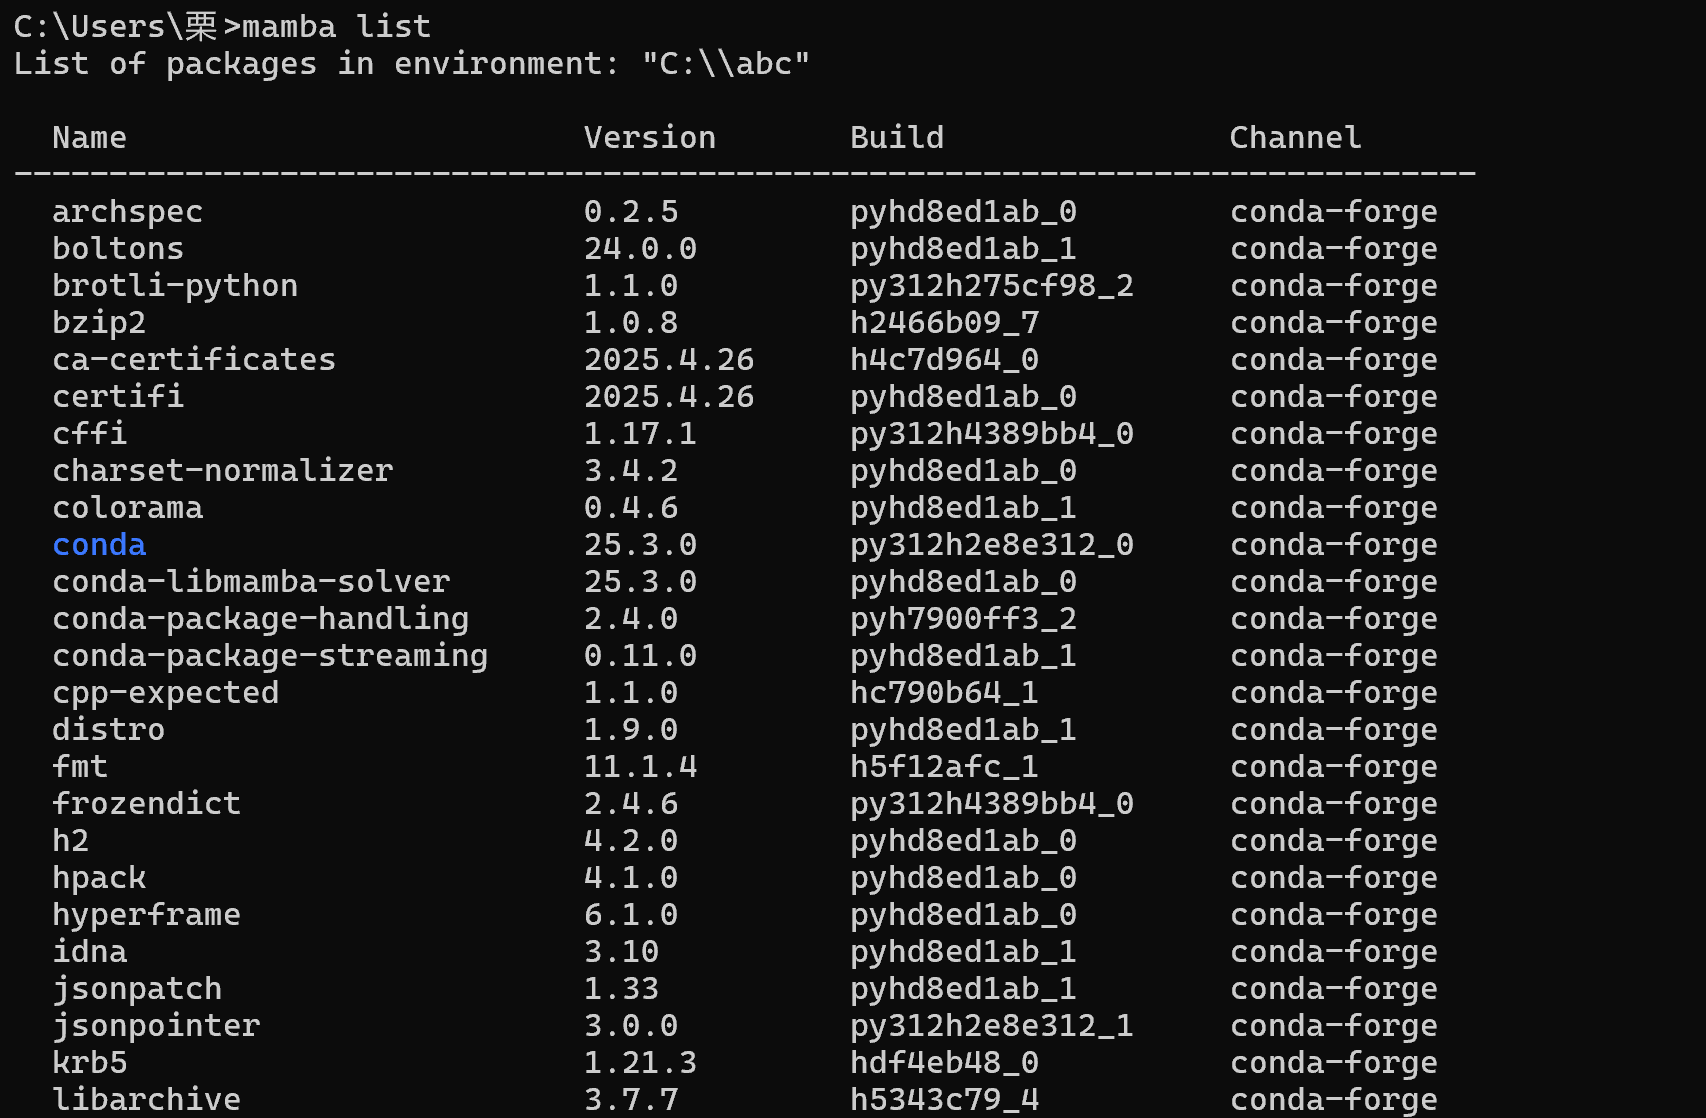 C:\Users\栗>mamba list
List of packages in environment: "C:\\abc"
Name Version Build Channel
────────────────────────────────────────────────────────────────────────────
archspec 0.2.5 pyhd8ed1ab_0 conda-forge
boltons 24.0.0 pyhd8ed1ab_1 conda-forge
brotli-python 1.1.0 py312h275cf98_2 conda-forge
bzip2 1.0.8 h2466b09_7 conda-forge
ca-certificates 2025.4.26 h4c7d964_0 conda-forge
certifi 2025.4.26 pyhd8ed1ab_0 conda-forge
cffi 1.17.1 py312h4389bb4_0 conda-forge
charset-normalizer 3.4.2 pyhd8ed1ab_0 conda-forge
colorama 0.4.6 pyhd8ed1ab_1 conda-forge
conda 25.3.0 py312h2e8e312_0 conda-forge
conda-libmamba-solver 25.3.0 pyhd8ed1ab_0 conda-forge
conda-package-handling 2.4.0 pyh7900ff3_2 conda-forge
conda-package-streaming 0.11.0 pyhd8ed1ab_1 conda-forge
cpp-expected 1.1.0 hc790b64_1 conda-forge
distro 1.9.0 pyhd8ed1ab_1 conda-forge
fmt 11.1.4 h5f12afc_1 conda-forge
frozendict 2.4.6 py312h4389bb4_0 conda-forge
h2 4.2.0 pyhd8ed1ab_0 conda-forge
hpack 4.1.0 pyhd8ed1ab_0 conda-forge
hyperframe 6.1.0 pyhd8ed1ab_0 conda-forge
idna 3.10 pyhd8ed1ab_1 conda-forge
jsonpatch 1.33 pyhd8ed1ab_1 conda-forge
jsonpointer 3.0.0 py312h2e8e312_1 conda-forge
krb5 1.21.3 hdf4eb48_0 conda-forge
libarchive 3.7.7 h5343c79_4 conda-forge